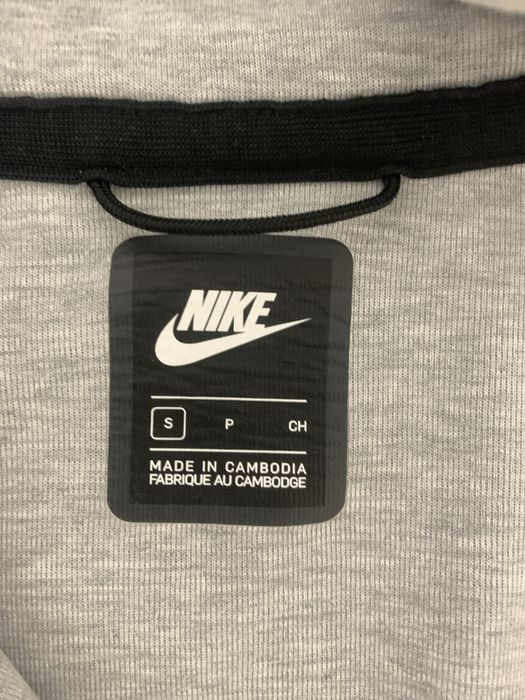 NIKE
S P CH
MADE IN CAMBODIA
FABRIQUE AU CAMBODGE